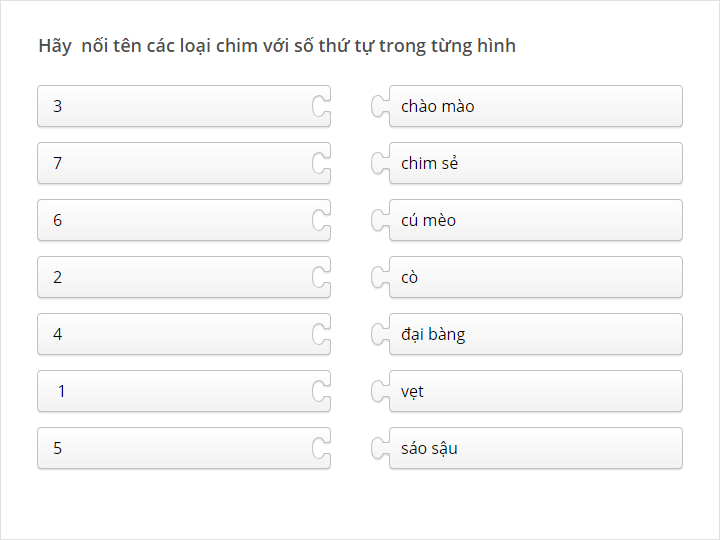 Hãy  nối tên các loại chim với số thứ tự trong từng hình
3 chào mào
7 chim sẻ
6 cú mèo
2 cò
4 đại bàng
1 vẹt
5 sáo sậu